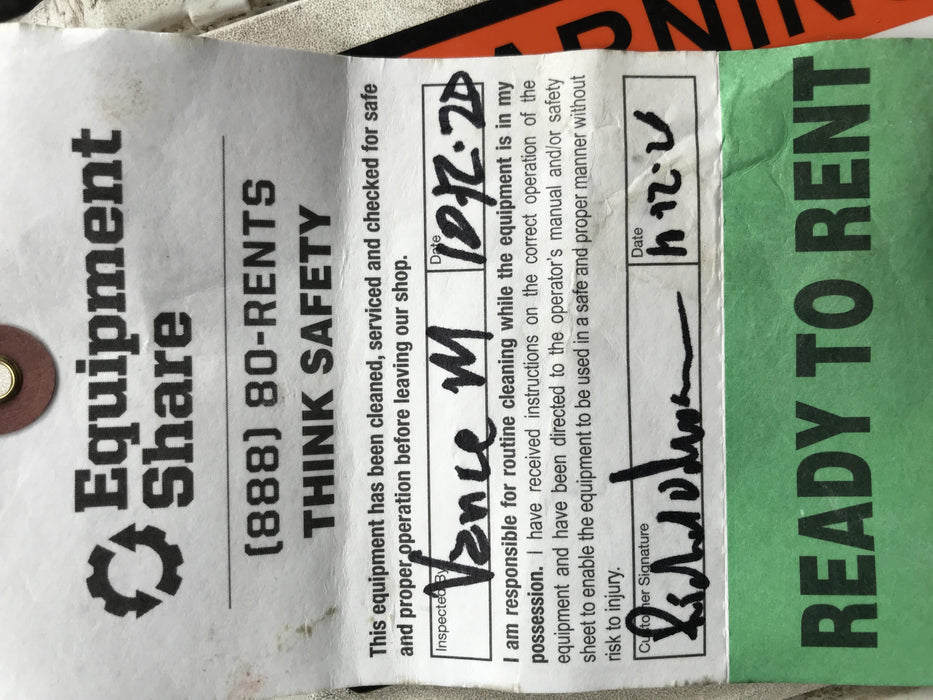 WARNING
Equipment
Share
(888) 80-RENTS
THINK SAFETY
This equipment has been cleaned, serviced and checked for safe
and proper operation before leaving our shop.
Inspected By
Vance M
Date
I am responsible for routine cleaning while the equipment is in my
possession. I have received instructions on the correct operation of the
equipment and have been directed to the operator's manual and/or safety
sheet to enable the equipment to be used in a safe and proper manner without
risk to injury.
Customer Signature
Date
READY TO RENT